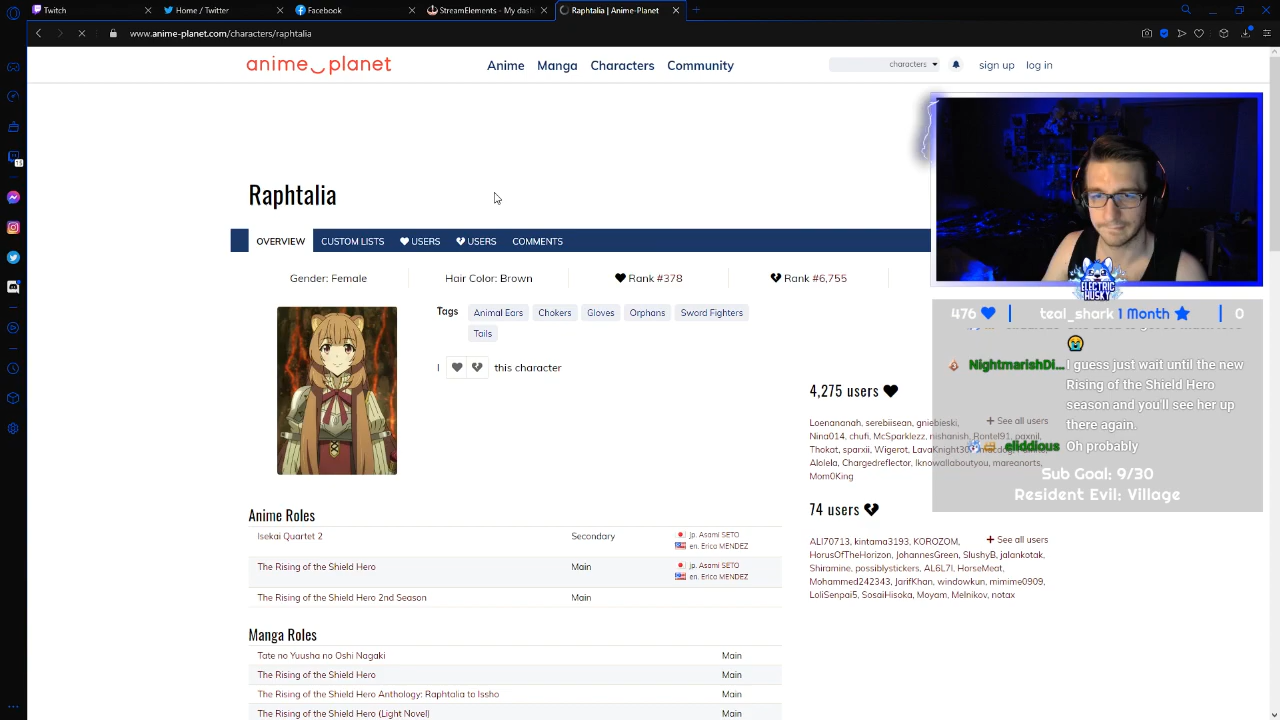 Twitch
Home / Twitter
Facebook
StreamElements - My dash
Raphtalia | Anime-Planet
www.anime-planet.com/characters/raphtalia
anime planet
Anime
Manga
Characters
Community
characters
sign up
log in
Raphtalia
OVERVIEW
CUSTOM LISTS
USERS
USERS
COMMENTS
Gender: Female
Hair Color: Brown
Rank #378
Rank #6,755
Tags
Animal Ears
Chokers
Gloves
Orphans
Sword Fighters
Tails
I
this character
4,275 users
See all users
Loenananah, serebiisean, gniebieski,
Nina014, chufi, McSparklezz, nishanish, Rontel91, paxnil,
Thokat, sparxii, Wigerot,
Alolela, Chargedreflector, Iknowallaboutyou, mareanorts,
Mom0King
74 users
See all users
ALI70713, kintama3193, KOROZOM,
HorusOfTheHorizon, JohannesGreen, SlushyB, jalankotak,
Shiramine, possiblystickers, AL6L7I, HorseMeat,
Mohammed242343, JarifKhan, windowkun, mimime0909,
LoliSenpai5, SosaiHisoka, Moyam, Melnikov, notax
Anime Roles
Isekai Quartet 2
Secondary
jp. Asami SETO
en. Erica MENDEZ
The Rising of the Shield Hero
Main
jp. Asami SETO
en. Erica MENDEZ
The Rising of the Shield Hero 2nd Season
Main
Manga Roles
Tate no Yuusha no Oshi Nagaki
Main
The Rising of the Shield Hero
Main
The Rising of the Shield Hero Anthology: Raphtalia to Issho
Main
The Rising of the Shield Hero (Light Novel)
Main
ELECTRIC
HUSKY
476
teal_shark 1 Month
0
NightmarishDi... I guess just wait until the new
Rising of the Shield Hero
season and you'll see her up
there again.
eliddious Oh probably
Sub Goal: 9/30
Resident Evil: Village